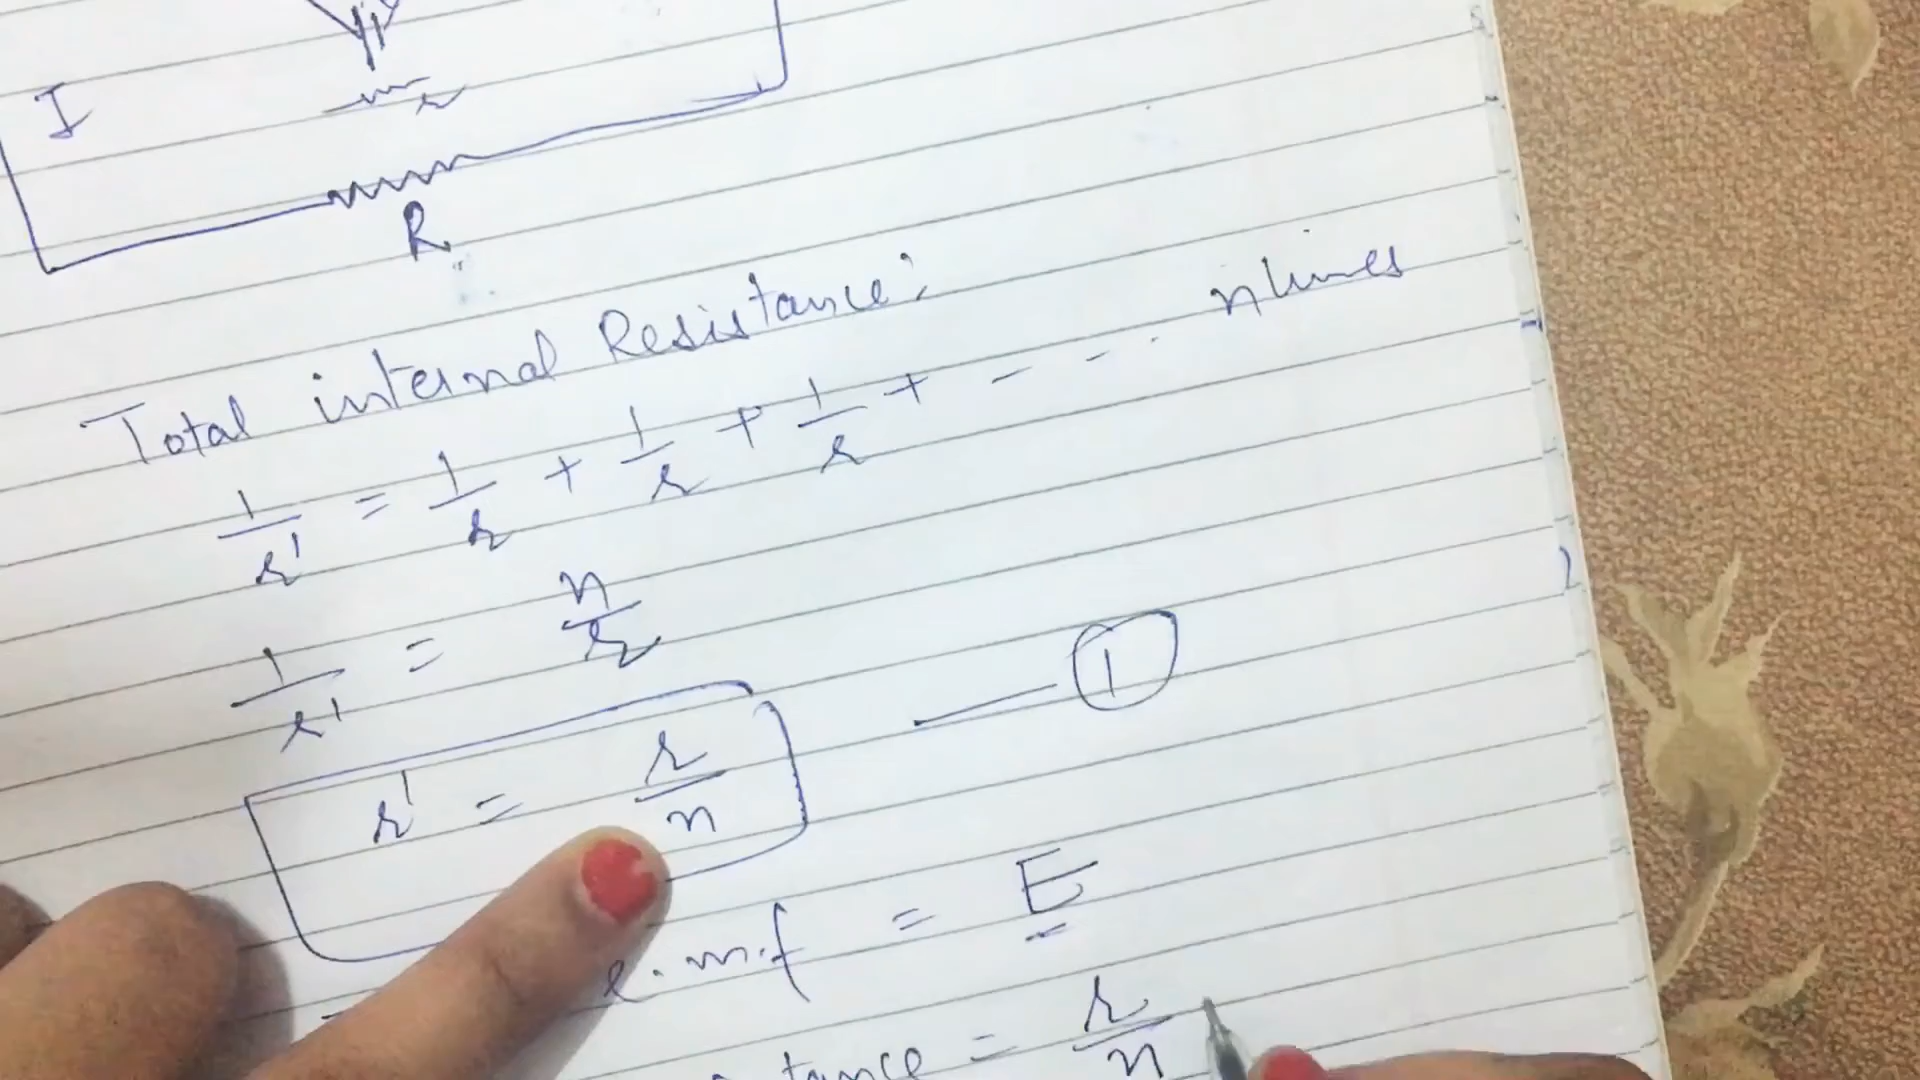 I
r
R
Total internal Resistance:
1/r' = 1/r + 1/r + 1/r + - - - n times
1/r' = n/r
r' = r/n — 1
e.m.f = E
tance = r/n